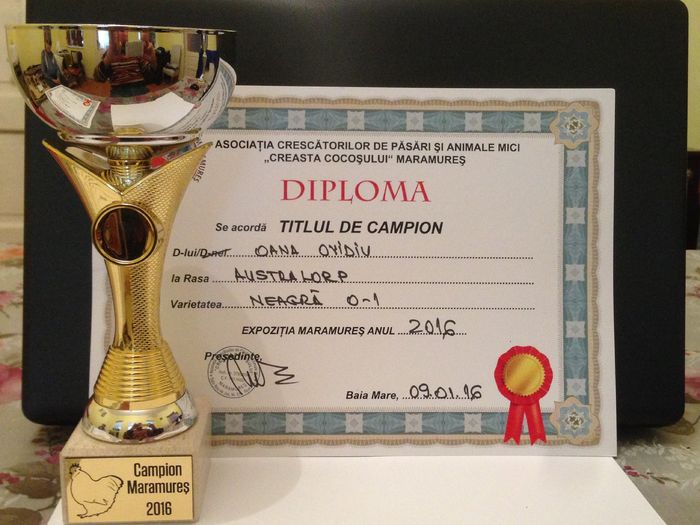 ASOCIAȚIA CRESCĂTORILOR DE PĂSĂRI ȘI ANIMALE MICI
„CREASTA COCOȘULUI“ MARAMUREȘ
DIPLOMA
Se acordă TITLUL DE CAMPION
D-lui/D-nei OANA OVIDIU
la Rasa AUSTRALORP
Varietatea NEAGRĂ 0-1
EXPOZIȚIA MARAMUREȘ ANUL 2016
Președinte,
Baia Mare, 09.01.16
Campion
Maramureș
2016